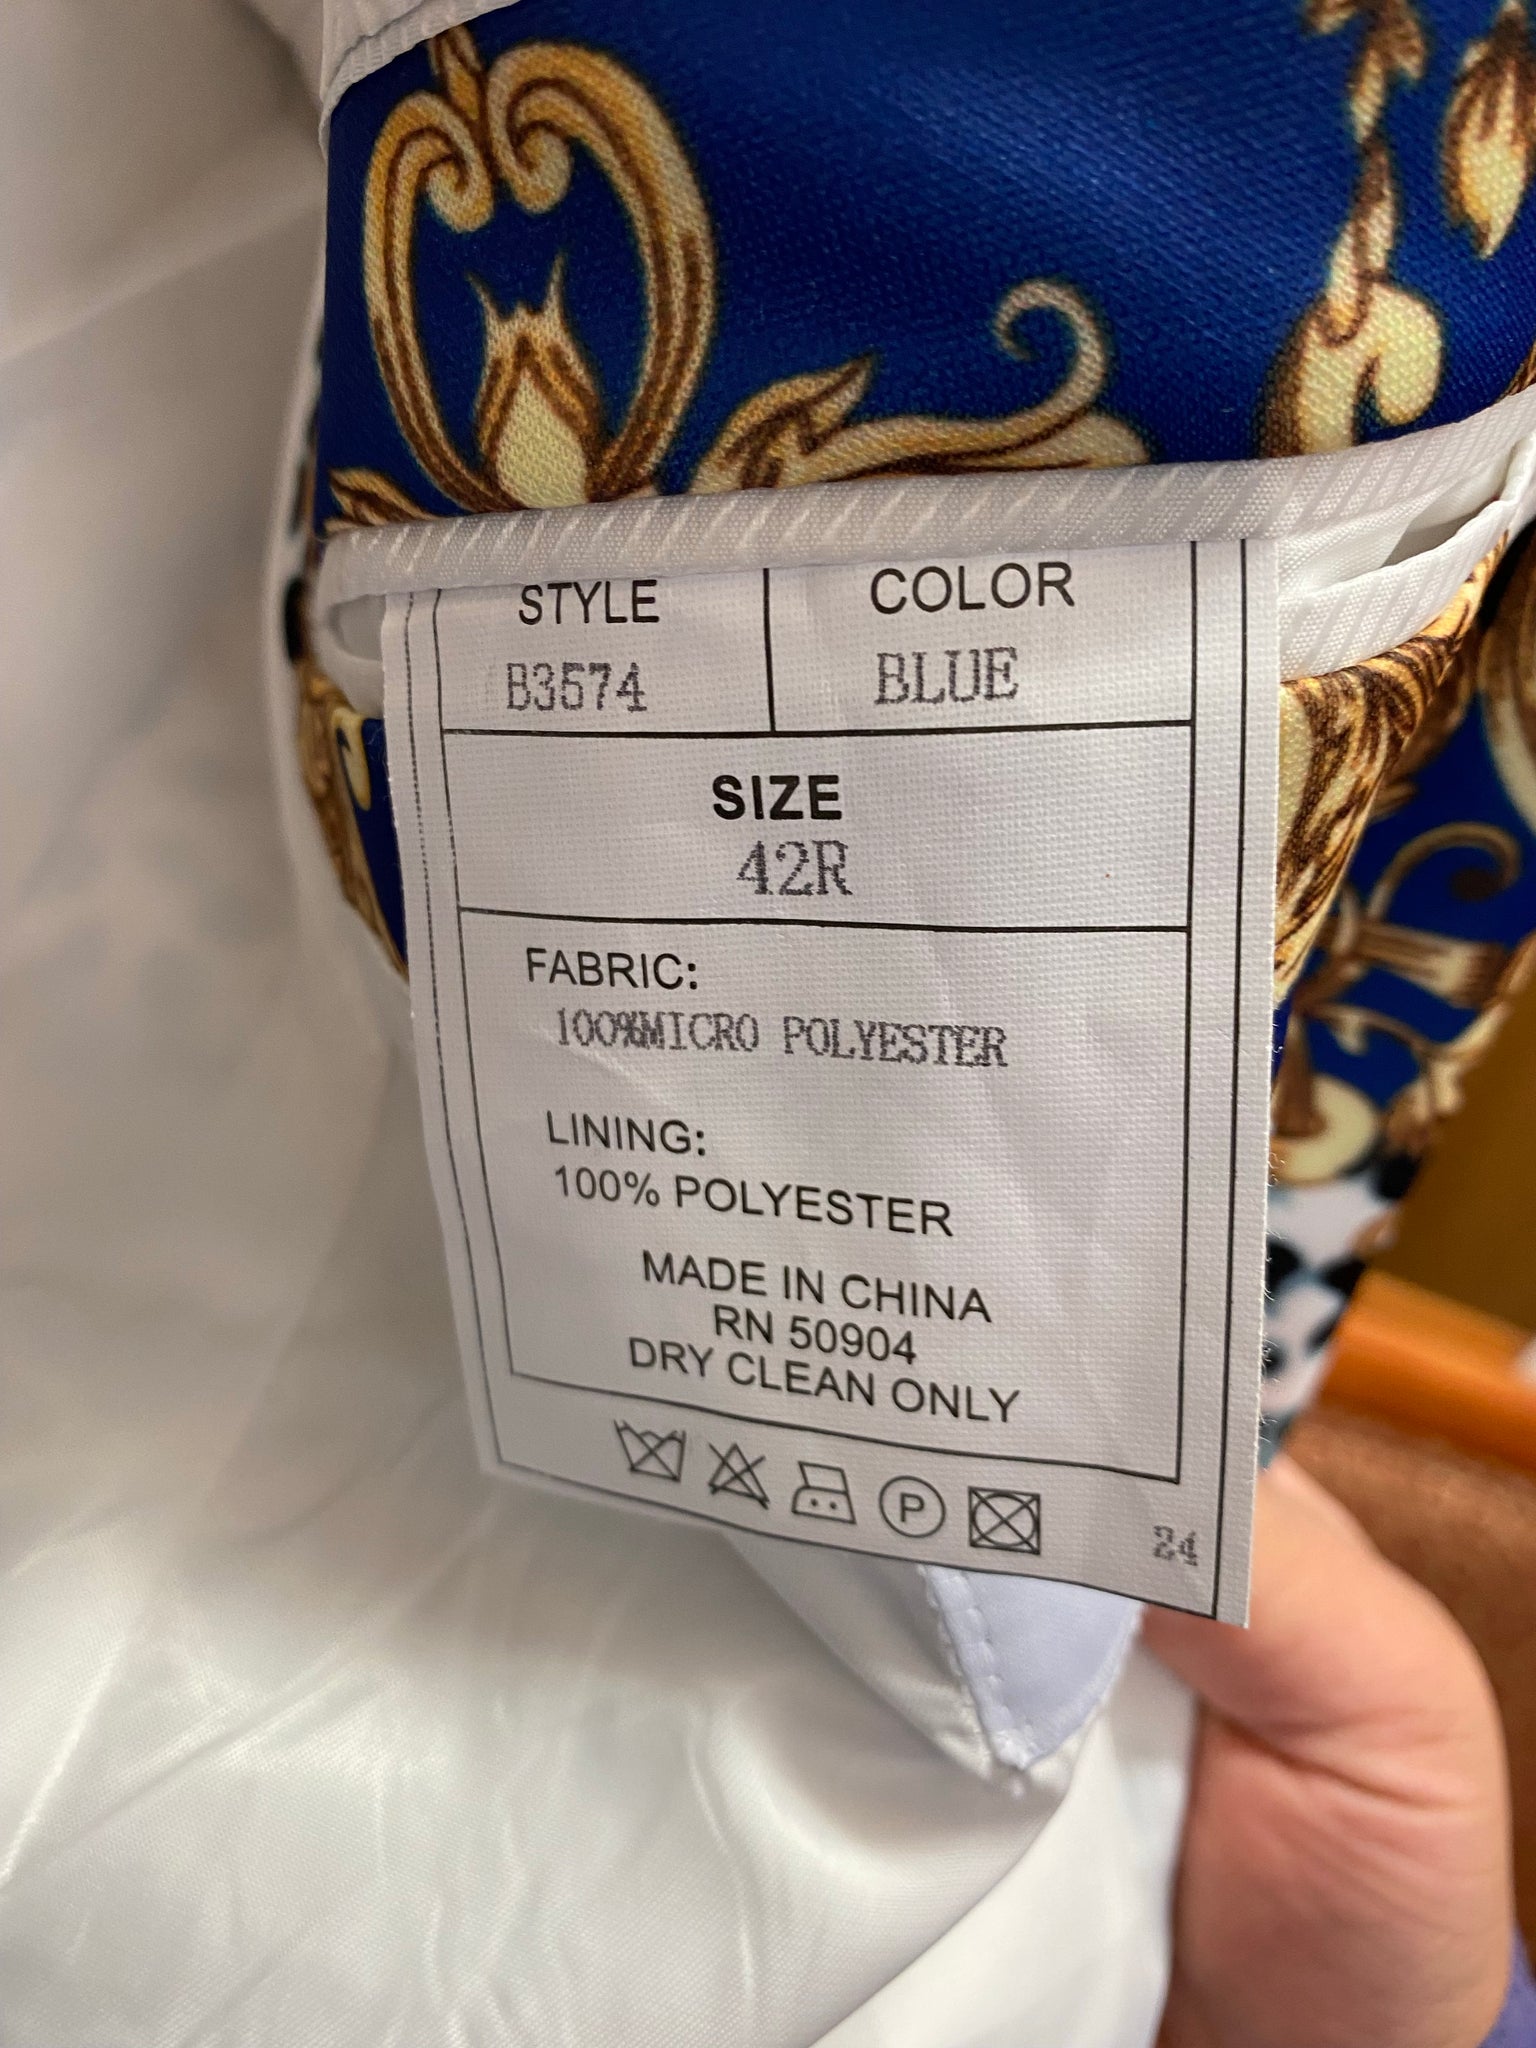 STYLE COLOR
B3574 BLUE
SIZE
42R
FABRIC:
100%MICRO POLYESTER
LINING:
100% POLYESTER
MADE IN CHINA
RN 50904
DRY CLEAN ONLY
P